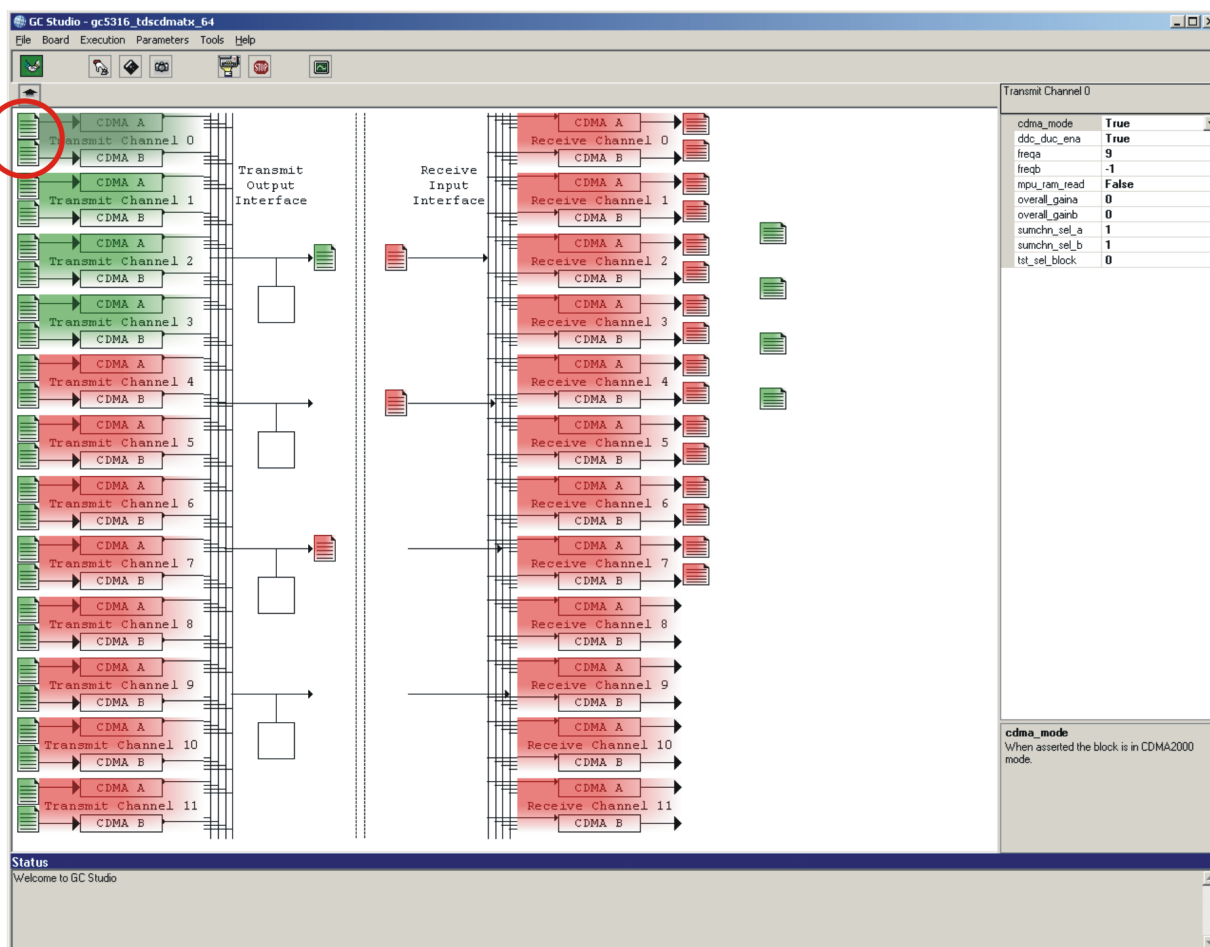 GC Studio - gc5316_tdscdmatx_64
File Board Execution Parameters Tools Help
STOP
CDMA A
Transmit Channel 0
CDMA B
CDMA A
Transmit Channel 1
CDMA B
CDMA A
Transmit Channel 2
CDMA B
CDMA A
Transmit Channel 3
CDMA B
CDMA A
Transmit Channel 4
CDMA B
CDMA A
Transmit Channel 5
CDMA B
CDMA A
Transmit Channel 6
CDMA B
CDMA A
Transmit Channel 7
CDMA B
CDMA A
Transmit Channel 8
CDMA B
CDMA A
Transmit Channel 9
CDMA B
CDMA A
Transmit Channel 10
CDMA B
CDMA A
Transmit Channel 11
CDMA B
Transmit
Output
Interface
Receive
Input
Interface
CDMA A
Receive Channel 0
CDMA B
CDMA A
Receive Channel 1
CDMA B
CDMA A
Receive Channel 2
CDMA B
CDMA A
Receive Channel 3
CDMA B
CDMA A
Receive Channel 4
CDMA B
CDMA A
Receive Channel 5
CDMA B
CDMA A
Receive Channel 6
CDMA B
CDMA A
Receive Channel 7
CDMA B
CDMA A
Receive Channel 8
CDMA B
CDMA A
Receive Channel 9
CDMA B
CDMA A
Receive Channel 10
CDMA B
CDMA A
Receive Channel 11
CDMA B
Transmit Channel 0
cdma_mode True
ddc_duc_ena True
freqa 9
freqb -1
mpu_ram_read False
overall_gaina 0
overall_gainb 0
sumchn_sel_a 1
sumchn_sel_b 1
tst_sel_block 0
cdma_mode
When asserted the block is in CDMA2000
mode.
Status
Welcome to GC Studio